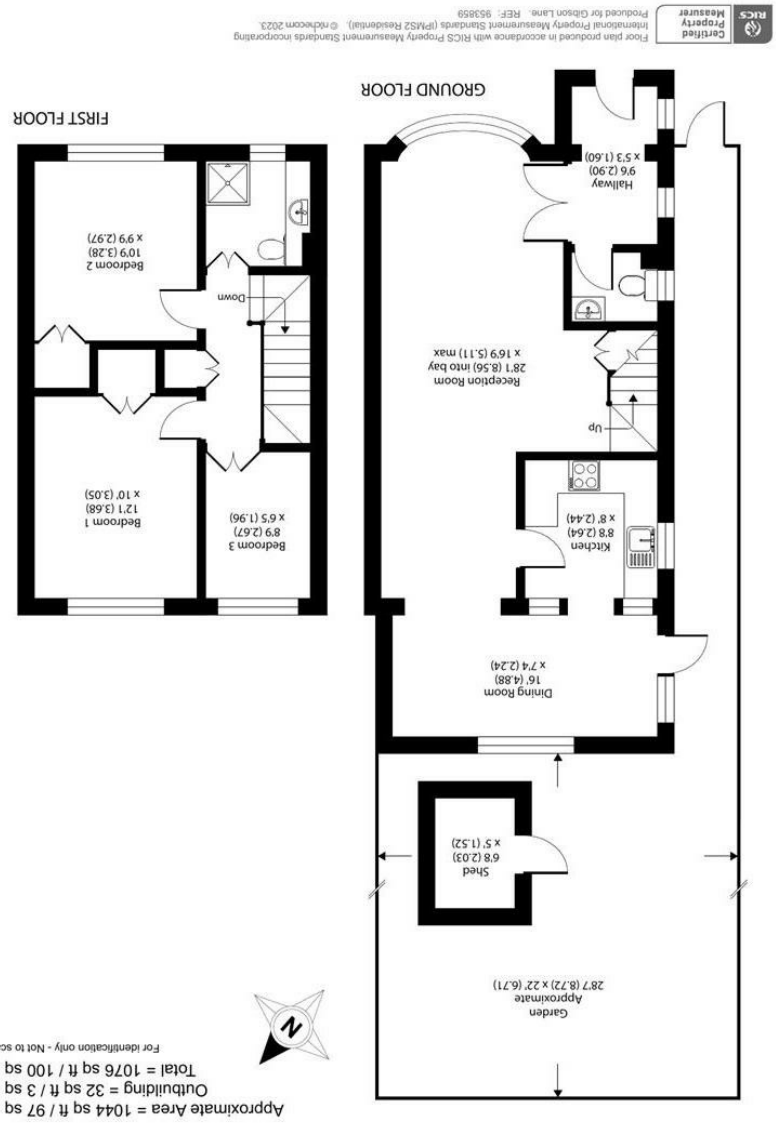 Approximate Area = 1044 sq ft / 97 sq
Outbuilding = 32 sq ft / 3 sq
Total = 1076 sq ft / 100 sq
For identification only - Not to sc
N
Garden
Approximate
28'7 (8.72) x 22' (6.71)
Shed
6'8 (2.03)
x 5' (1.52)
Dining Room
16' (4.88)
x 7'4 (2.24)
Kitchen
8'8 (2.64)
x 8' (2.44)
Up
Reception Room
28'1 (8.56) into bay
x 16'9 (5.11) max
Hallway
9'6 (2.90)
x 5'3 (1.60)
GROUND FLOOR
Bedroom 3
8'9 (2.67)
x 6'5 (1.96)
Bedroom 1
12'1 (3.68)
x 10' (3.05)
Down
Bedroom 2
10'9 (3.28)
x 9'9 (2.97)
FIRST FLOOR
RICS
Certified
Property
Measurer
Floor plan produced in accordance with RICS Property Measurement Standards incorporating
International Property Measurement Standards (IPMS2 Residential). © nichecom 2023.
Produced for Gibson Lane. REF: 953859